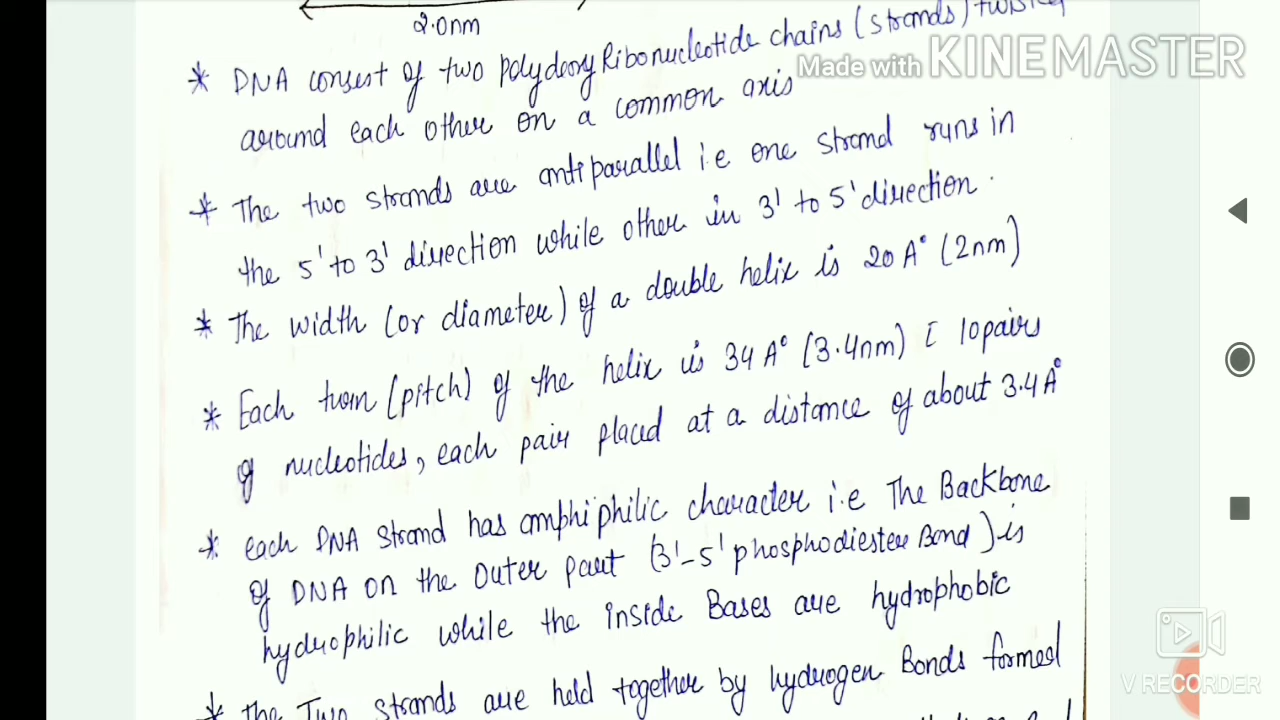 2.0nm
* DNA consist of two polydeoxy Ribonucleotide chains (strands)
Made with KINEMASTER
around each other on a common axis
* The two strands are antiparallel i.e one strand runs in
the 5' to 3' direction while other in 3' to 5' direction.
* The width (or diameter) of a double helix is 20 A° (2nm)
* Each turn (pitch) of the helix is 34 A° (3.4nm) [ 10 pairs
of nucleotides, each pair placed at a distance of about 3.4 A°
* each DNA strand has amphiphilic character i.e The Backbone
of DNA on the outer part (3'-5' phosphodiester Bond) is
hydrophilic while the inside Bases are hydrophobic
* The Two strands are held together by hydrogen Bonds formed
V RECORDER